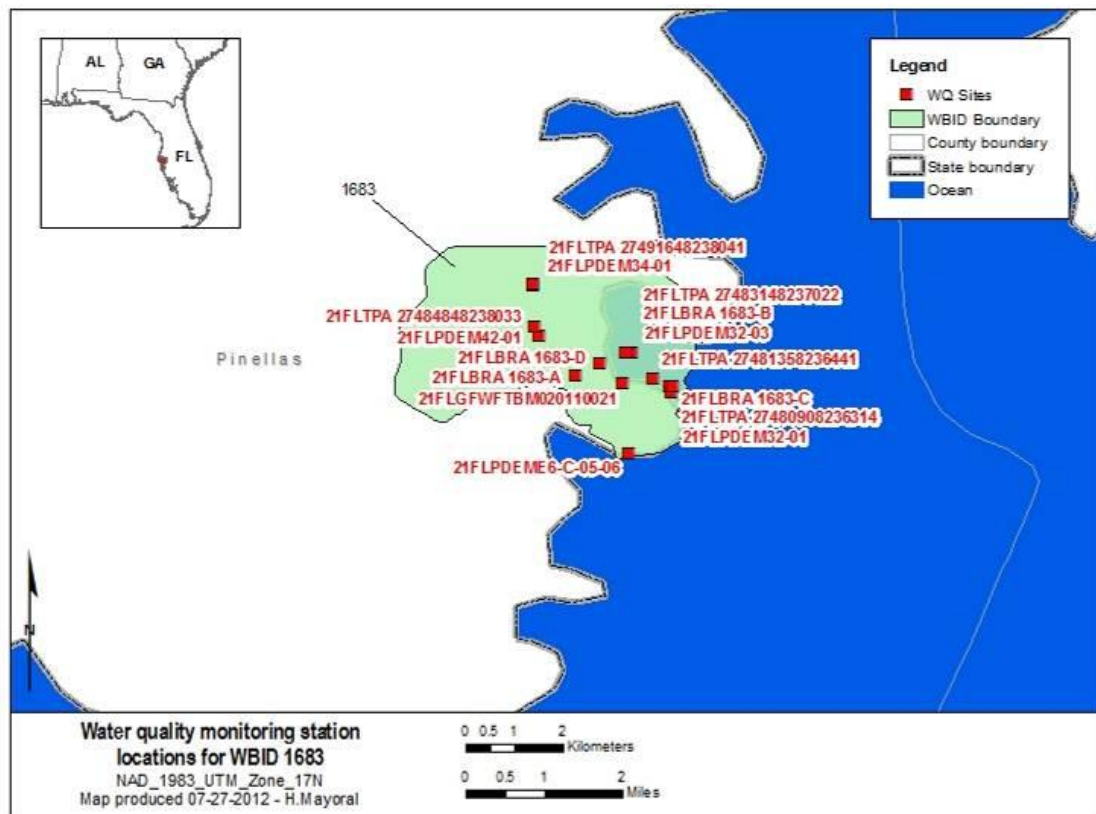 AL
GA
FL
Legend
WQ Sites
WBID Boundary
County boundary
State boundary
Ocean
1683
21FLTPA 27491648238041
21FLPDEM34-01
21FLTPA 27483148237022
21FLBRA 1683-B
21FLPDEM32-03
21FLTPA 27484848238033
21FLPDEM42-01
21FLBRA 1683-D
21FLTPA 27481358236441
Pinellas
21FLBRA 1683-A
21FLGFWFTBM020110021
21FLBRA 1683-C
21FLTPA 27480908236314
21FLPDEM32-01
21FLPDEME6-C-05-06
N
Water quality monitoring station
locations for WBID 1683
NAD_1983_UTM_Zone_17N
Map produced 07-27-2012 - H.Mayoral
0 0.5 1 2
Kilometers
0 0.5 1 2
Miles